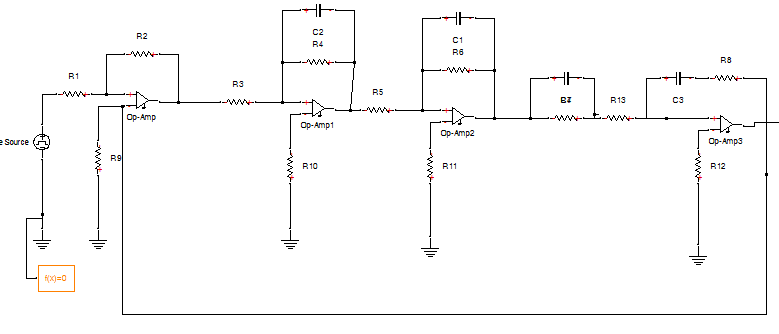 C2
R4
C1
R6
R2
R8
R1
R3
R5
R13
C3
Op-Amp
Op-Amp1
Op-Amp2
Op-Amp3
e Source
R9
R10
R11
R12
f(x)=0